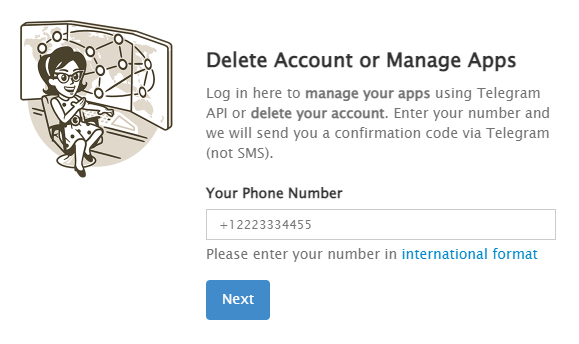 Delete Account or Manage Apps
Log in here to manage your apps using Telegram
API or delete your account. Enter your number and
we will send you a confirmation code via Telegram
(not SMS).
Your Phone Number
+12223334455
Please enter your number in international format
Next